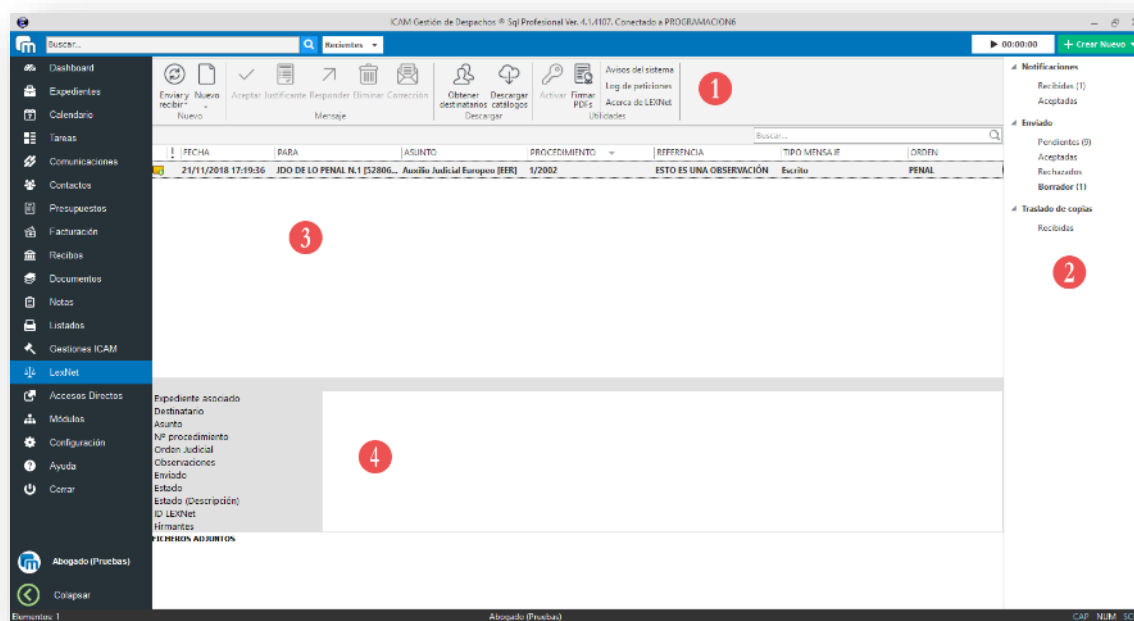 ICAM Gestión de Despachos ® Sql Profesional Ver. 4.1.4107. Conectado a PROGRAMACION6
Buscar...
Recientes
00:00:00
+ Crear Nuevo
Dashboard
Expedientes
Calendario
Tareas
Comunicaciones
Contactos
Presupuestos
Facturación
Recibos
Documentos
Notas
Listados
Gestiones ICAM
LexNet
Accesos Directos
Módulos
Configuración
Ayuda
Cerrar
Abogado (Pruebas)
Colapsar
Enviar y recibir
Nuevo
Nuevo
Aceptar
Justificante
Responder
Eliminar
Corrección
Mensaje
Obtener destinatarios
Descargar catálogos
Descargar
Activar
Firmar PDFs
Avisos del sistema
Log de peticiones
Acerca de LEXNet
Utilidades
1
Buscar...
! FECHA PARA ASUNTO PROCEDIMIENTO REFERENCIA TIPO MENSAJE ORDEN
21/11/2018 17:19:36 JDO DE LO PENAL N.1 [52806... Auxilio Judicial Europeo [EER] 1/2002 ESTO ES UNA OBSERVACIÓN Escrito PENAL
3
Expediente asociado
Destinatario
Asunto
Nº procedimiento
Orden Judicial
Observaciones
Enviado
Estado
Estado (Descripción)
ID LEXNet
Firmantes
4
FICHEROS ADJUNTOS
Notificaciones
Recibidas (1)
Aceptadas
Enviado
Pendientes (9)
Aceptadas
Rechazados
Borrador (1)
Traslado de copias
Recibidas
2
Elementos: 1
Abogado (Pruebas)
CAP NUM SC